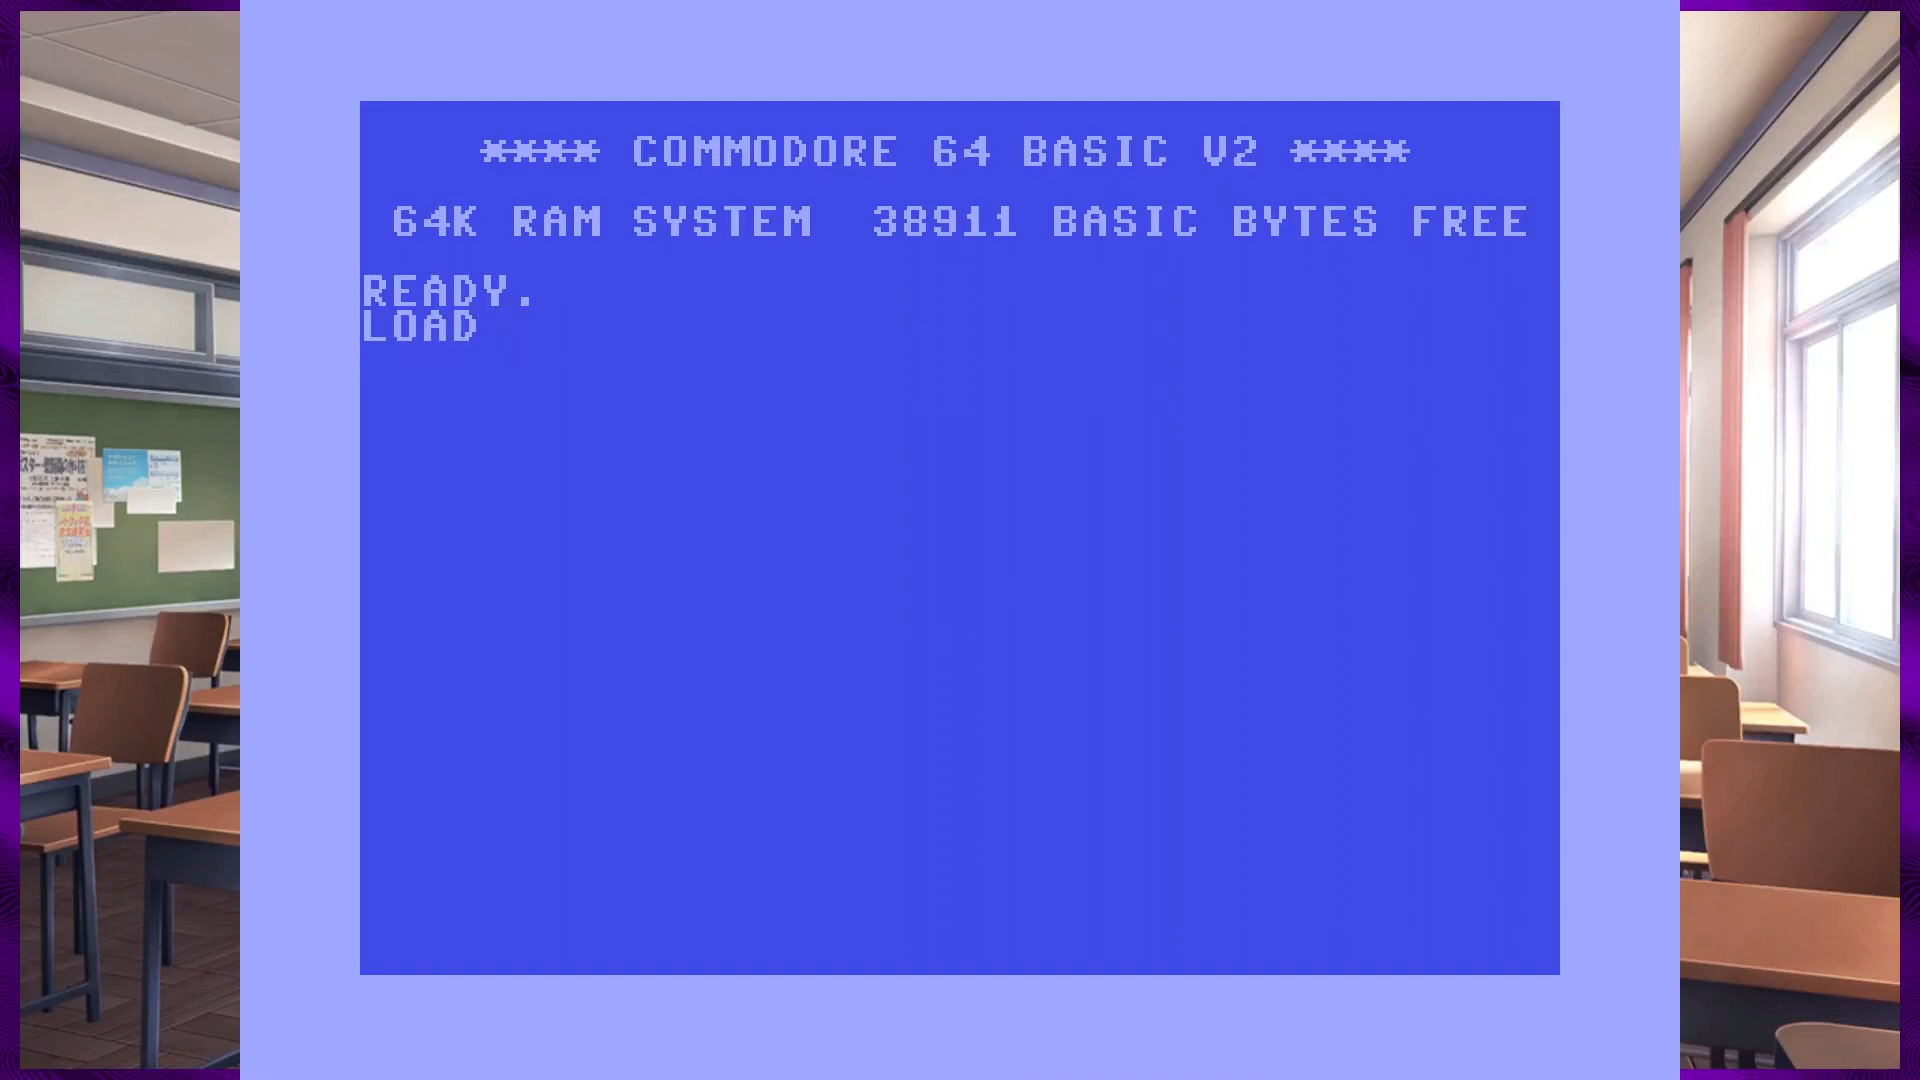 **** COMMODORE 64 BASIC V2 ****
64K RAM SYSTEM  38911 BASIC BYTES FREE
READY.
LOAD